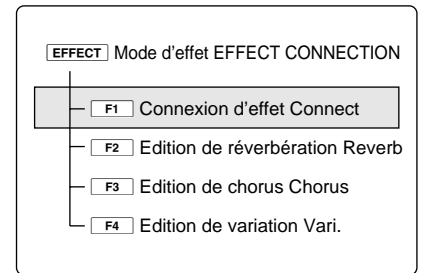 EFFECT Mode d'effet EFFECT CONNECTION
F1 Connexion d'effet Connect
F2 Edition de réverbération Reverb
F3 Edition de chorus Chorus
F4 Edition de variation Vari.